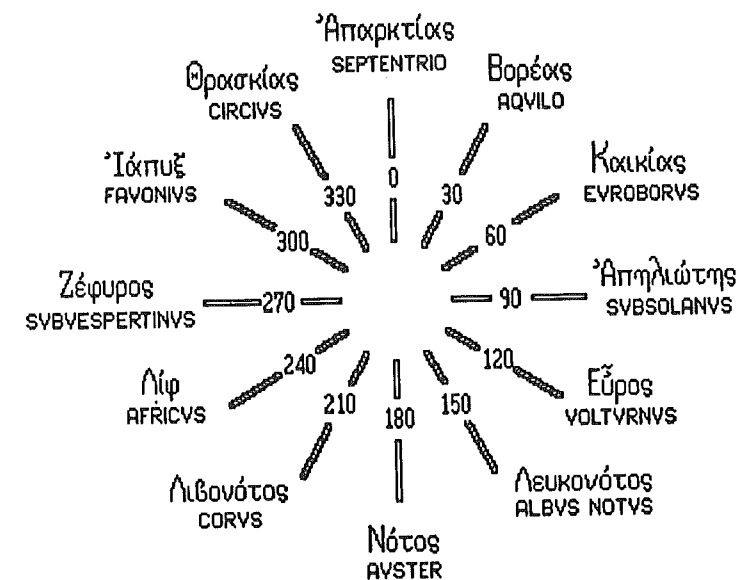 Ἀπαρκτίας
SEPTENTRIO
Θρασκίας
CIRCIVS
Βορέας
AQVILO
Ἰάπυξ
FAVONIVS
Καικίας
EVROBORVS
330
0
30
300
60
Ζέφυρος
SVBVESPERTINVS
270
90
Ἀπηλιώτης
SVBSOLANVS
240
120
Λίψ
AFRICVS
210
180
150
Εὖρος
VOLTVRNVS
Λιβονότος
CORVS
Λευκονότος
ALBVS NOTVS
Νότος
AVSTER